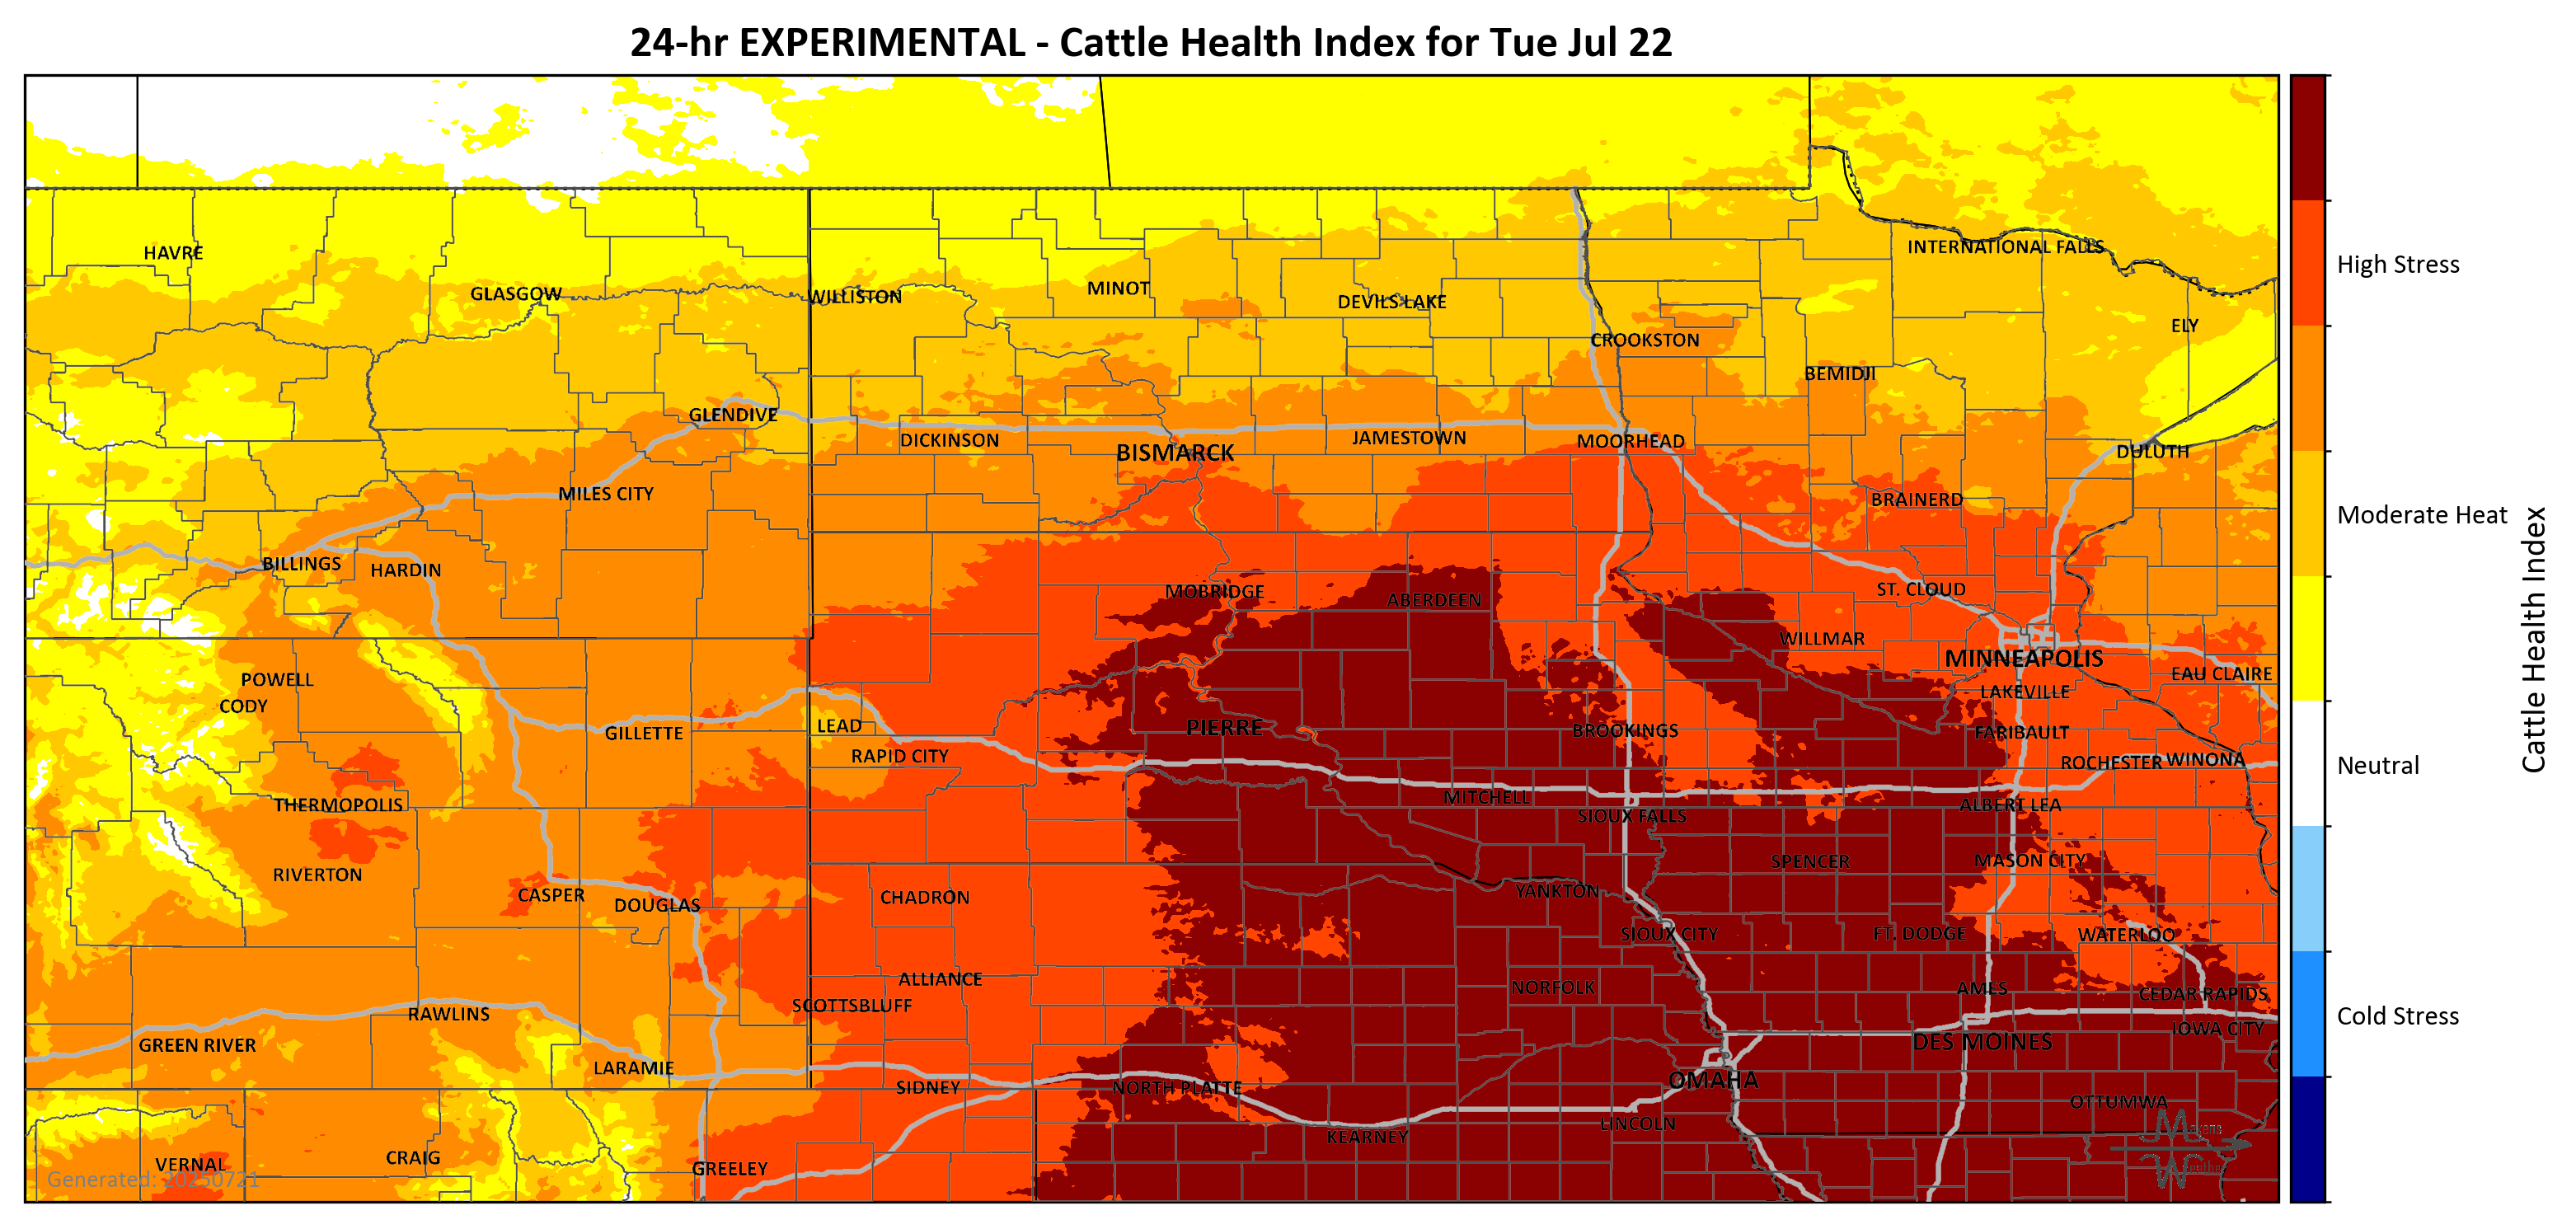 24-hr EXPERIMENTAL - Cattle Health Index for Tue Jul 22
HAVRE
GLASGOW
WILLISTON
MINOT
DEVILS LAKE
INTERNATIONAL FALLS
High Stress
CROOKSTON
ELY
BEMIDJI
GLENDIVE
DICKINSON
BISMARCK
JAMESTOWN
MOORHEAD
DULUTH
MILES CITY
BRAINERD
Moderate Heat
BILLINGS
HARDIN
MOBRIDGE
ABERDEEN
ST. CLOUD
WILLMAR
MINNEAPOLIS
POWELL
CODY
EAU CLAIRE
LAKEVILLE
GILLETTE
LEAD
PIERRE
BROOKINGS
FARIBAULT
RAPID CITY
ROCHESTER
WINONA
Neutral
Cattle Health Index
THERMOPOLIS
MITCHELL
SIOUX FALLS
ALBERT LEA
RIVERTON
SPENCER
MASON CITY
CASPER
DOUGLAS
CHADRON
YANKTON
SIOUX CITY
FT. DODGE
WATERLOO
ALLIANCE
NORFOLK
AMES
CEDAR RAPIDS
SCOTTSBLUFF
RAWLINS
Cold Stress
IOWA CITY
GREEN RIVER
DES MOINES
LARAMIE
SIDNEY
NORTH PLATTE
OMAHA
OTTUMWA
LINCOLN
KEARNEY
VERNAL
CRAIG
GREELEY
Generated: 20250721